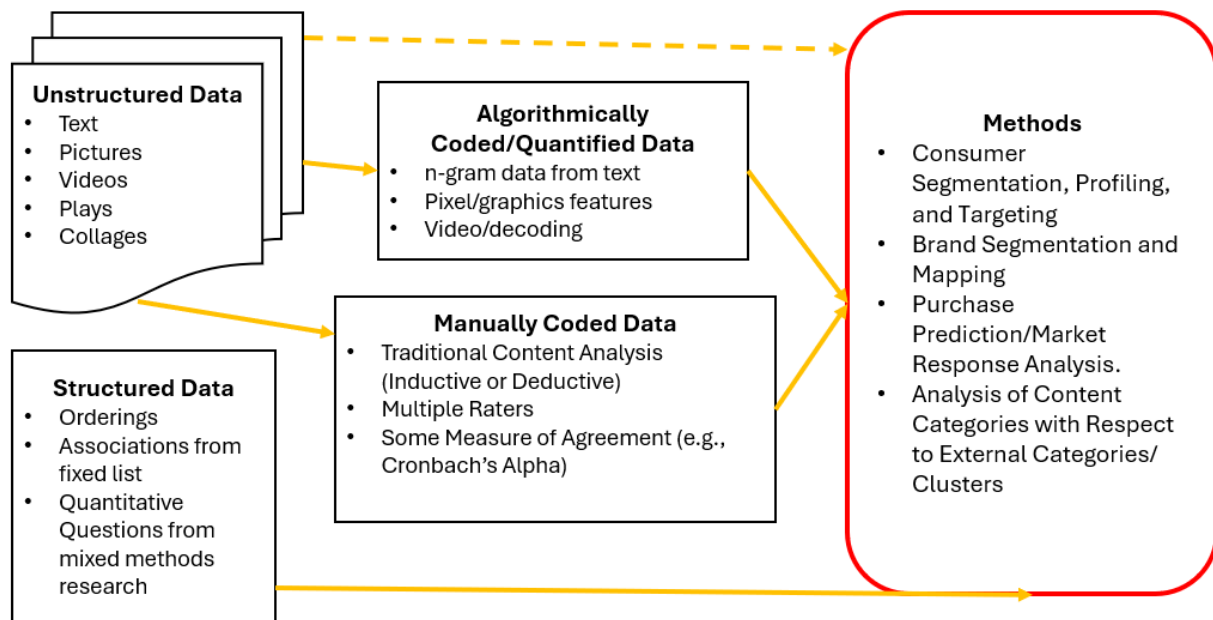 Unstructured Data
• Text
• Pictures
• Videos
• Plays
• Collages
Algorithmically
Coded/Quantified Data
• n-gram data from text
• Pixel/graphics features
• Video/decoding
Manually Coded Data
• Traditional Content Analysis
(Inductive or Deductive)
• Multiple Raters
• Some Measure of Agreement (e.g.,
Cronbach’s Alpha)
Structured Data
• Orderings
• Associations from
fixed list
• Quantitative
Questions from
mixed methods
research
Methods
• Consumer
Segmentation, Profiling,
and Targeting
• Brand Segmentation and
Mapping
• Purchase
Prediction/Market
Response Analysis.
• Analysis of Content
Categories with Respect
to External Categories/
Clusters